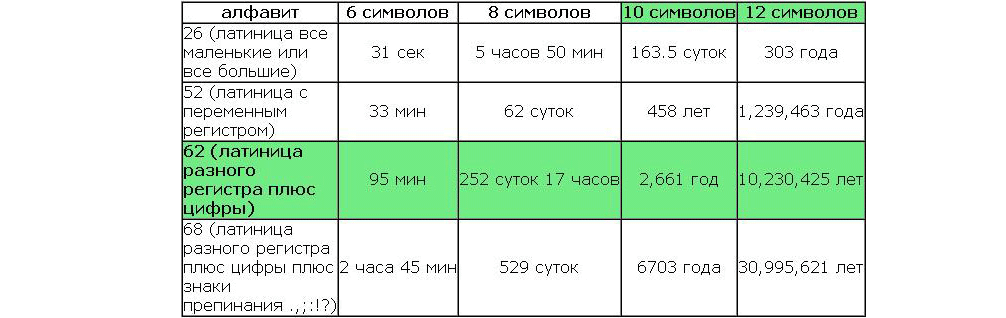 алфавит 6 символов 8 символов 10 символов 12 символов
26 (латиница все
маленькие или
все большие)
31 сек 5 часов 50 мин 163.5 суток 303 года
52 (латиница с
переменным
регистром)
33 мин 62 суток 458 лет 1,239,463 года
62 (латиница
разного
регистра плюс
цифры)
95 мин 252 суток 17 часов 2,661 год 10,230,425 лет
68 (латиница
разного регистра
плюс цифры плюс
знаки
препинания .,;:!?)
2 часа 45 мин 529 суток 6703 года 30,995,621 лет